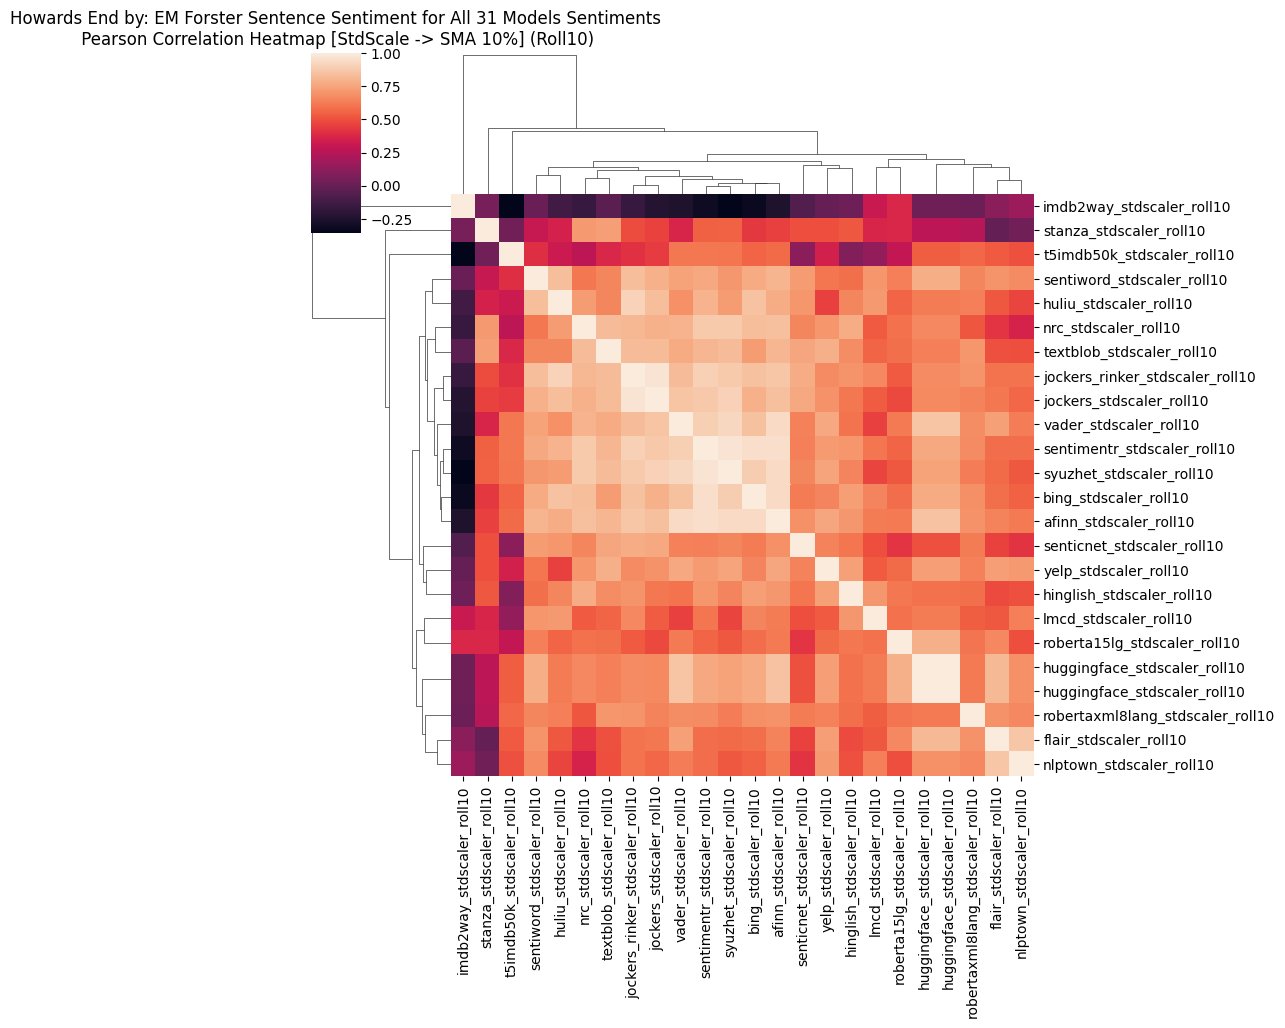 Howards End by: EM Forster Sentence Sentiment for All 31 Models Sentiments
Pearson Correlation Heatmap [StdScale -> SMA 10%] (Roll10)
1.00
0.75
0.50
0.25
0.00
−0.25
imdb2way_stdscaler_roll10
stanza_stdscaler_roll10
t5imdb50k_stdscaler_roll10
sentiword_stdscaler_roll10
huliu_stdscaler_roll10
nrc_stdscaler_roll10
textblob_stdscaler_roll10
jockers_rinker_stdscaler_roll10
jockers_stdscaler_roll10
vader_stdscaler_roll10
sentimentr_stdscaler_roll10
syuzhet_stdscaler_roll10
bing_stdscaler_roll10
afinn_stdscaler_roll10
senticnet_stdscaler_roll10
yelp_stdscaler_roll10
hinglish_stdscaler_roll10
lmcd_stdscaler_roll10
roberta15lg_stdscaler_roll10
huggingface_stdscaler_roll10
huggingface_stdscaler_roll10
robertaxml8lang_stdscaler_roll10
flair_stdscaler_roll10
nlptown_stdscaler_roll10
imdb2way_stdscaler_roll10
stanza_stdscaler_roll10
t5imdb50k_stdscaler_roll10
sentiword_stdscaler_roll10
huliu_stdscaler_roll10
nrc_stdscaler_roll10
textblob_stdscaler_roll10
jockers_rinker_stdscaler_roll10
jockers_stdscaler_roll10
vader_stdscaler_roll10
sentimentr_stdscaler_roll10
syuzhet_stdscaler_roll10
bing_stdscaler_roll10
afinn_stdscaler_roll10
senticnet_stdscaler_roll10
yelp_stdscaler_roll10
hinglish_stdscaler_roll10
lmcd_stdscaler_roll10
roberta15lg_stdscaler_roll10
huggingface_stdscaler_roll10
huggingface_stdscaler_roll10
robertaxml8lang_stdscaler_roll10
flair_stdscaler_roll10
nlptown_stdscaler_roll10